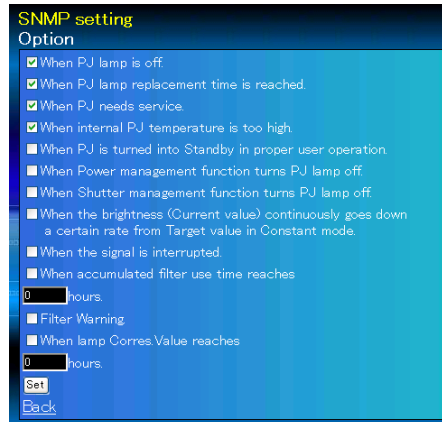 SNMP setting
Option
When PJ lamp is off.
When PJ lamp replacement time is reached.
When PJ needs service.
When internal PJ temperature is too high.
When PJ is turned into Standby in proper user operation.
When Power management function turns PJ lamp off.
When Shutter management function turns PJ lamp off.
When the brightness (Current value) continuously goes down
a certain rate from Target value in Constant mode.
When the signal is interrupted.
When accumulated filter use time reaches
0 hours.
Filter Warning.
When lamp Corres.Value reaches
0 hours.
Set
Back